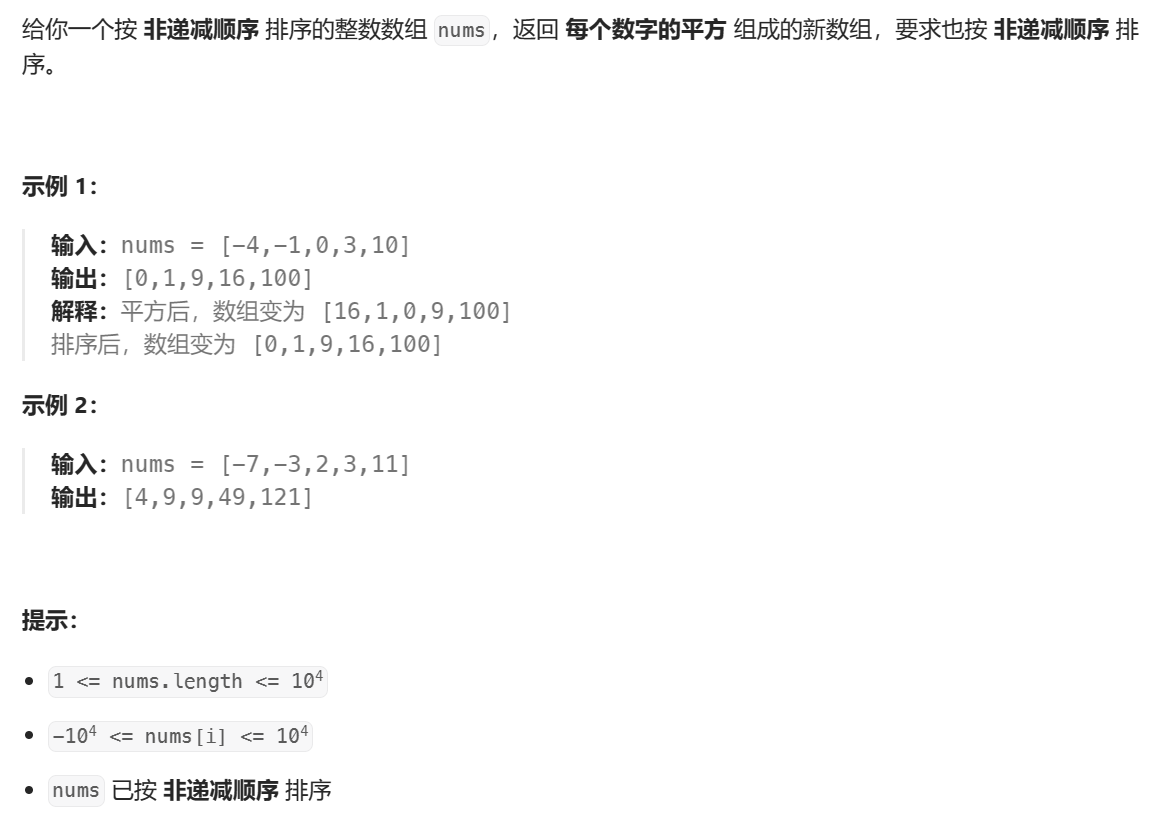 给你一个按 非递减顺序 排序的整数数组 nums，返回 每个数字的平方 组成的新数组，要求也按 非递减顺序 排
序。
示例 1：
输入：nums = [-4,-1,0,3,10]
输出：[0,1,9,16,100]
解释：平方后，数组变为 [16,1,0,9,100]
排序后，数组变为 [0,1,9,16,100]
示例 2：
输入：nums = [-7,-3,2,3,11]
输出：[4,9,9,49,121]
提示：
• 1 <= nums.length <= 10⁴
• -10⁴ <= nums[i] <= 10⁴
• nums 已按 非递减顺序 排序